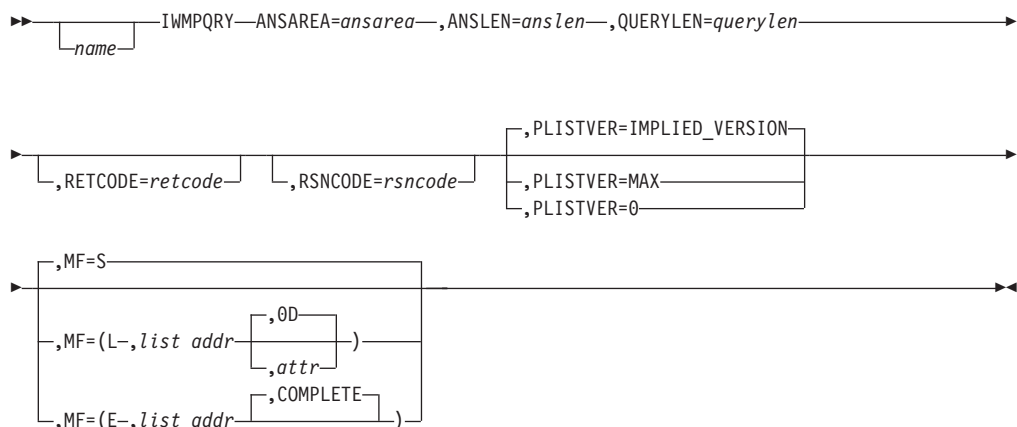 IWMPQRY ANSAREA=ansarea ,ANSLEN=anslen ,QUERYLEN=querylen
name
,PLISTVER=IMPLIED_VERSION
,RETCODE=retcode ,RSNCODE=rsncode ,PLISTVER=MAX
,PLISTVER=0
,MF=S
,0D
,MF=(L ,list addr )
,attr
,COMPLETE
,MF=(E ,list addr )